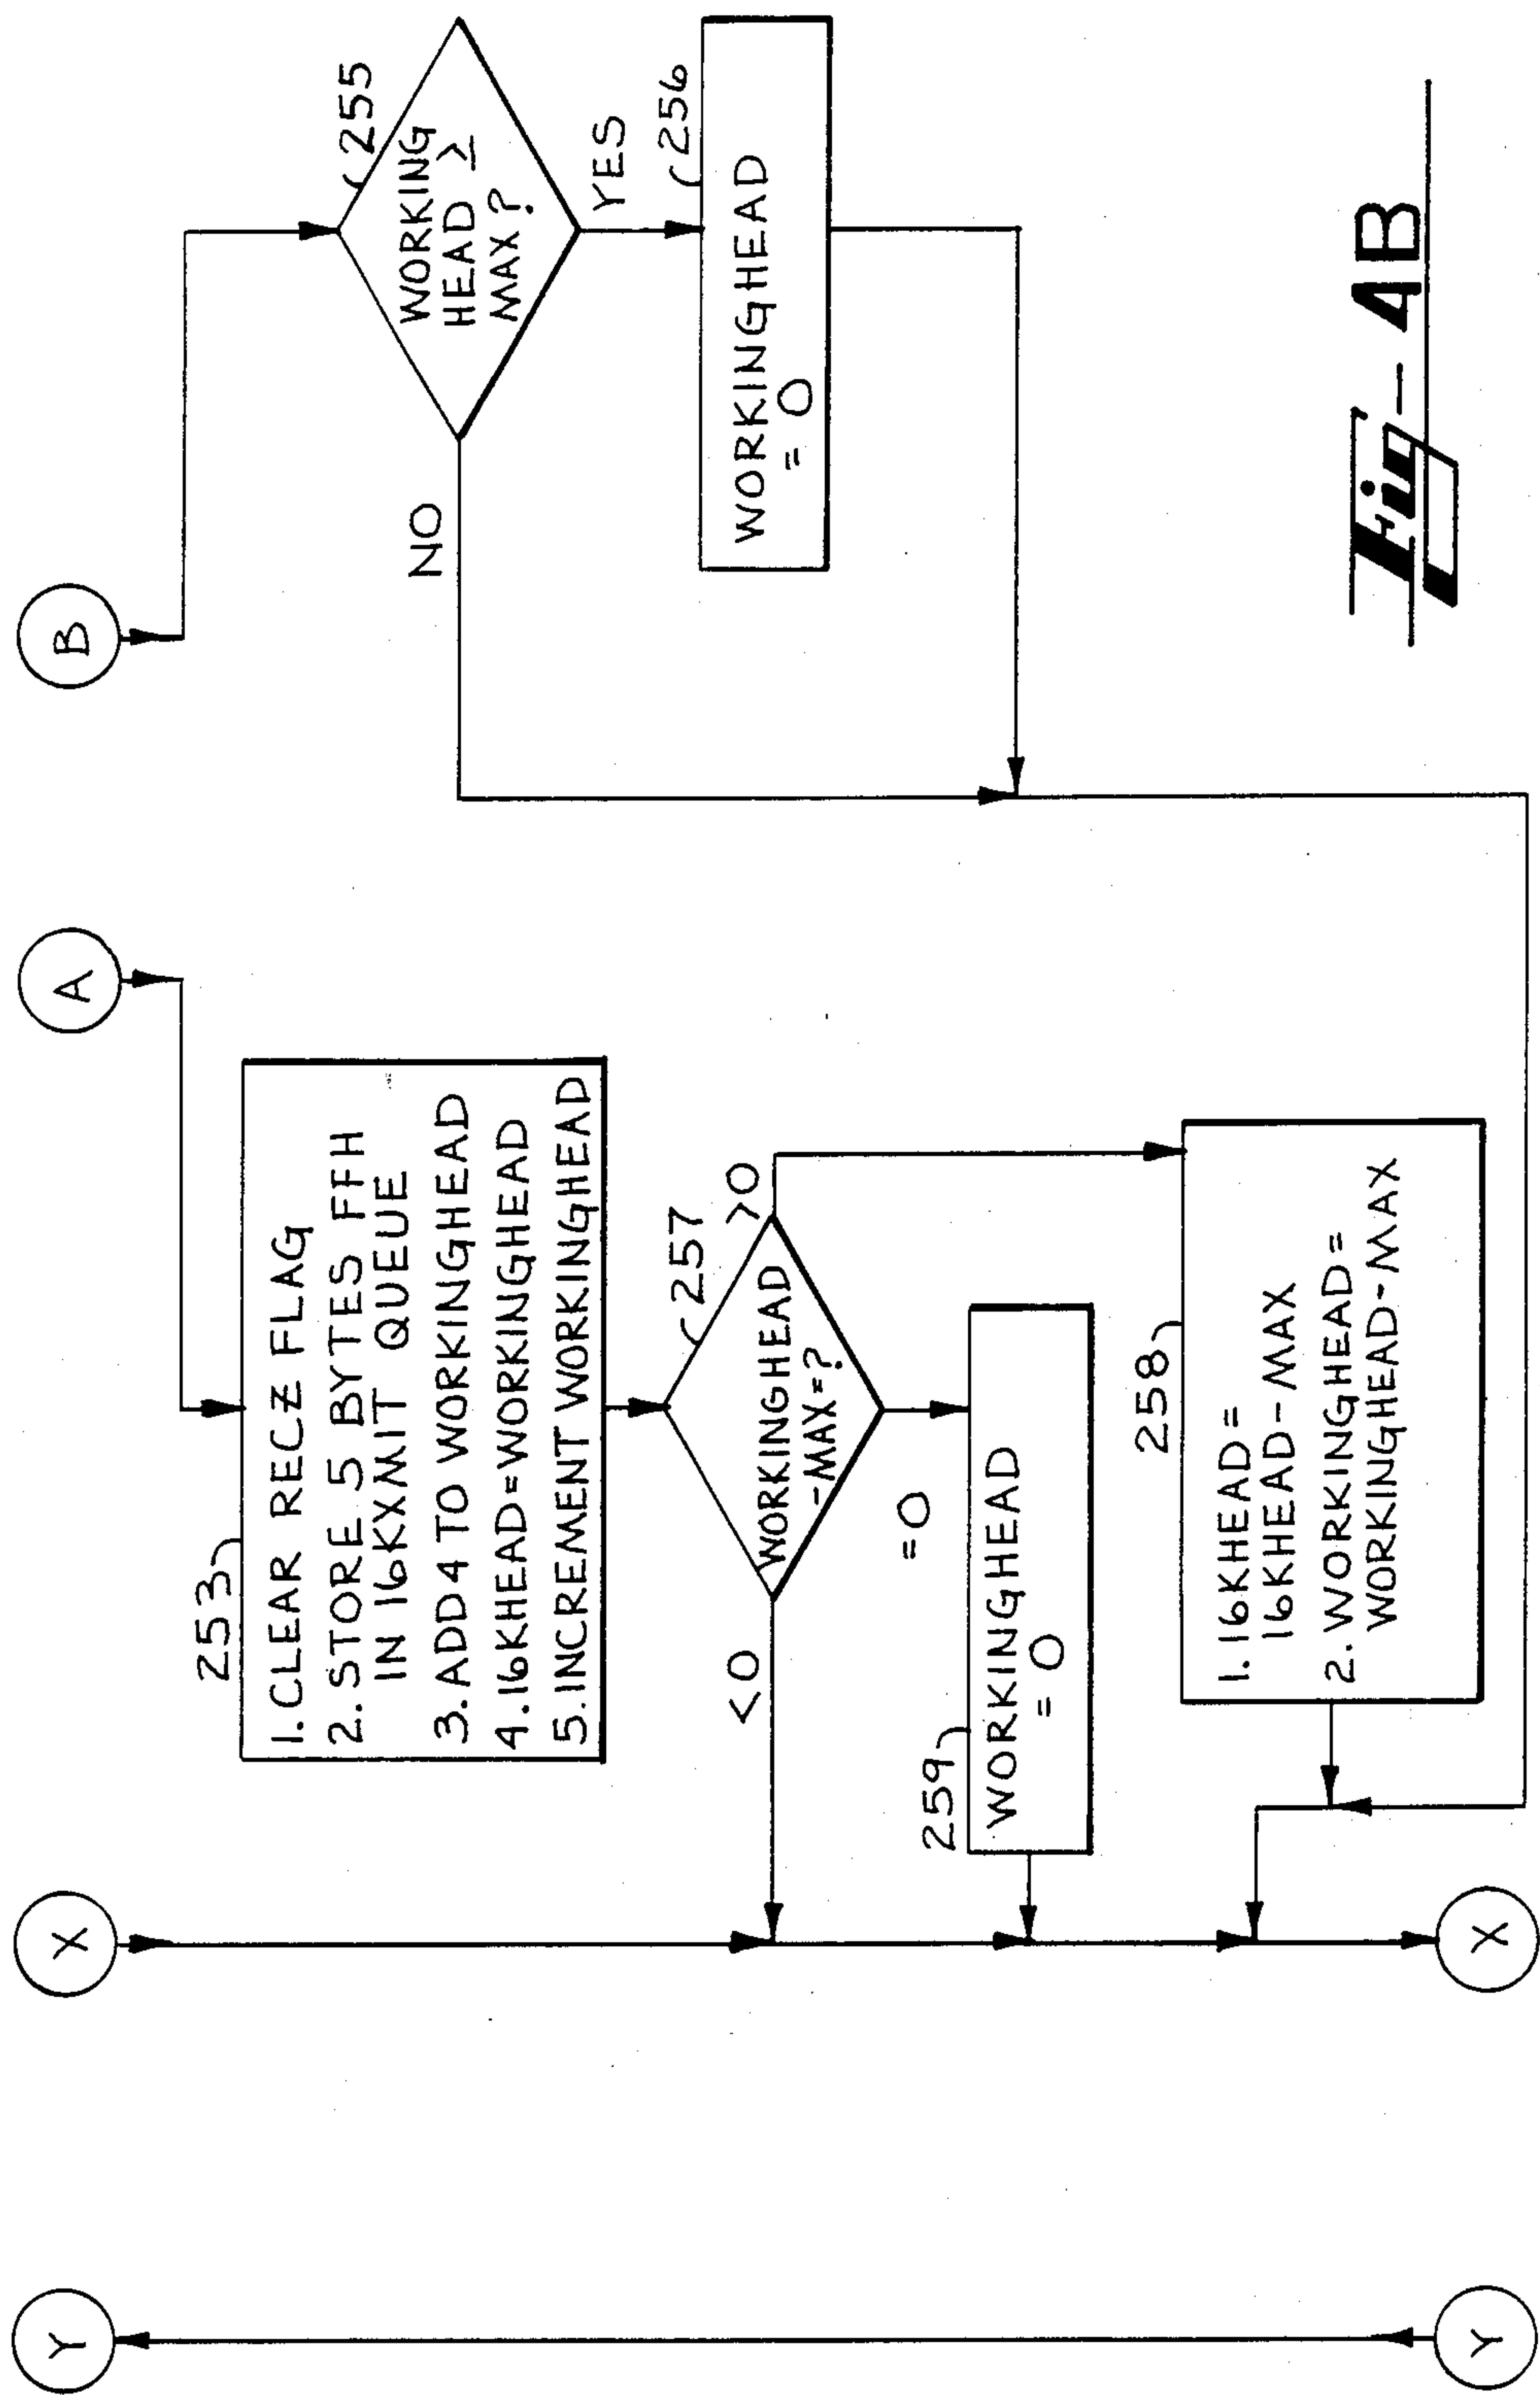 Y
X
A
B
253
1. CLEAR RECZ FLAG
2. STORE 5 BYTES FFH
IN 16KXMIT QUEUE
3. ADD 4 TO WORKINGHEAD
4. 16KHEAD=WORKINGHEAD
5. INCREMENT WORKINGHEAD
257
WORKINGHEAD
-MAX=?
<0
=0
>0
259
WORKINGHEAD
= 0
258
1. 16KHEAD=
16KHEAD-MAX
2. WORKINGHEAD=
WORKINGHEAD-MAX
255
WORKING
HEAD ≥
MAX?
NO
YES
256
WORKINGHEAD
= 0
Y
X
Fig-AB